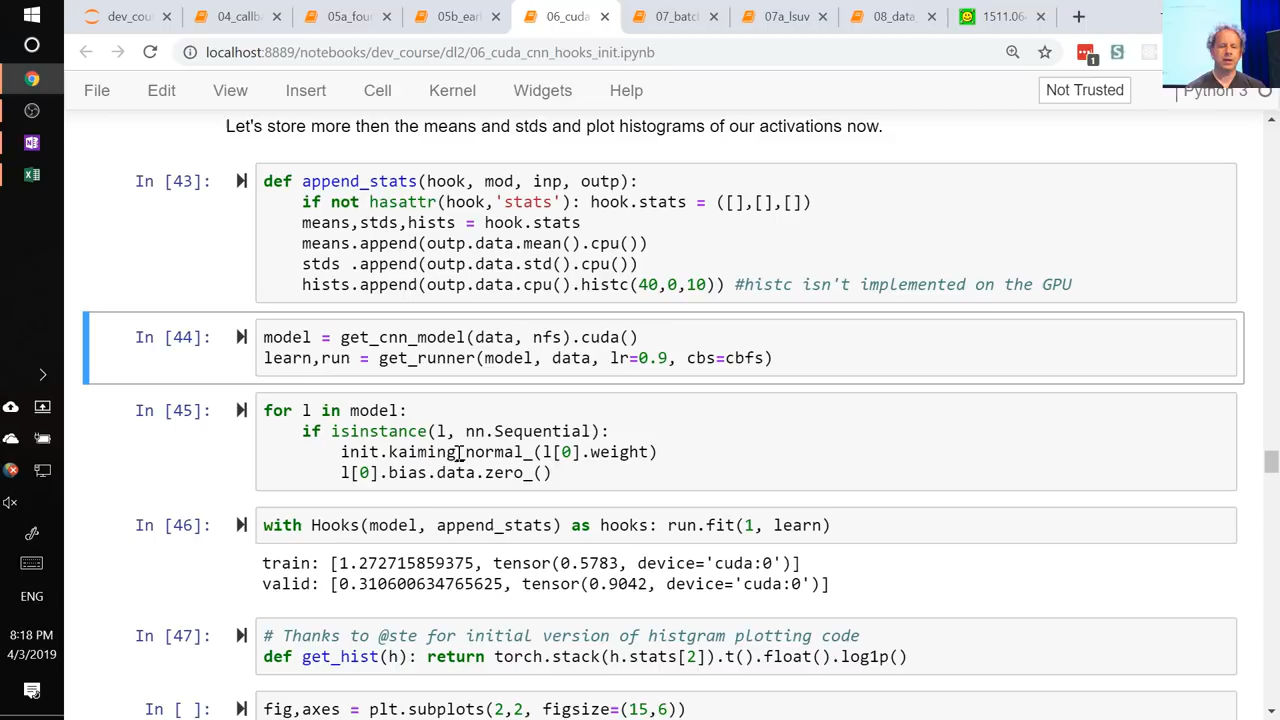 dev_cou
04_callb
05a_fou
05b_earl
06_cuda
07_batcl
07a_lsuv
08_data_
1511.06
localhost:8889/notebooks/dev_course/dl2/06_cuda_cnn_hooks_init.ipynb
1
File Edit View Insert Cell Kernel Widgets Help
Not Trusted
Python 3
Let's store more then the means and stds and plot histograms of our activations now.
In [43]:
def append_stats(hook, mod, inp, outp):
    if not hasattr(hook,'stats'): hook.stats = ([],[],[])
    means,stds,hists = hook.stats
    means.append(outp.data.mean().cpu())
    stds .append(outp.data.std().cpu())
    hists.append(outp.data.cpu().histc(40,0,10)) #histc isn't implemented on the GPU
In [44]:
model = get_cnn_model(data, nfs).cuda()
learn,run = get_runner(model, data, lr=0.9, cbs=cbfs)
In [45]:
for l in model:
    if isinstance(l, nn.Sequential):
        init.kaiming_normal_(l[0].weight)
        l[0].bias.data.zero_()
In [46]:
with Hooks(model, append_stats) as hooks: run.fit(1, learn)
train: [1.272715859375, tensor(0.5783, device='cuda:0')]
valid: [0.310600634765625, tensor(0.9042, device='cuda:0')]
In [47]:
# Thanks to @ste for initial version of histgram plotting code
def get_hist(h): return torch.stack(h.stats[2]).t().float().log1p()
In [ ]:
fig,axes = plt.subplots(2,2, figsize=(15,6))
ENG
8:18 PM
4/3/2019